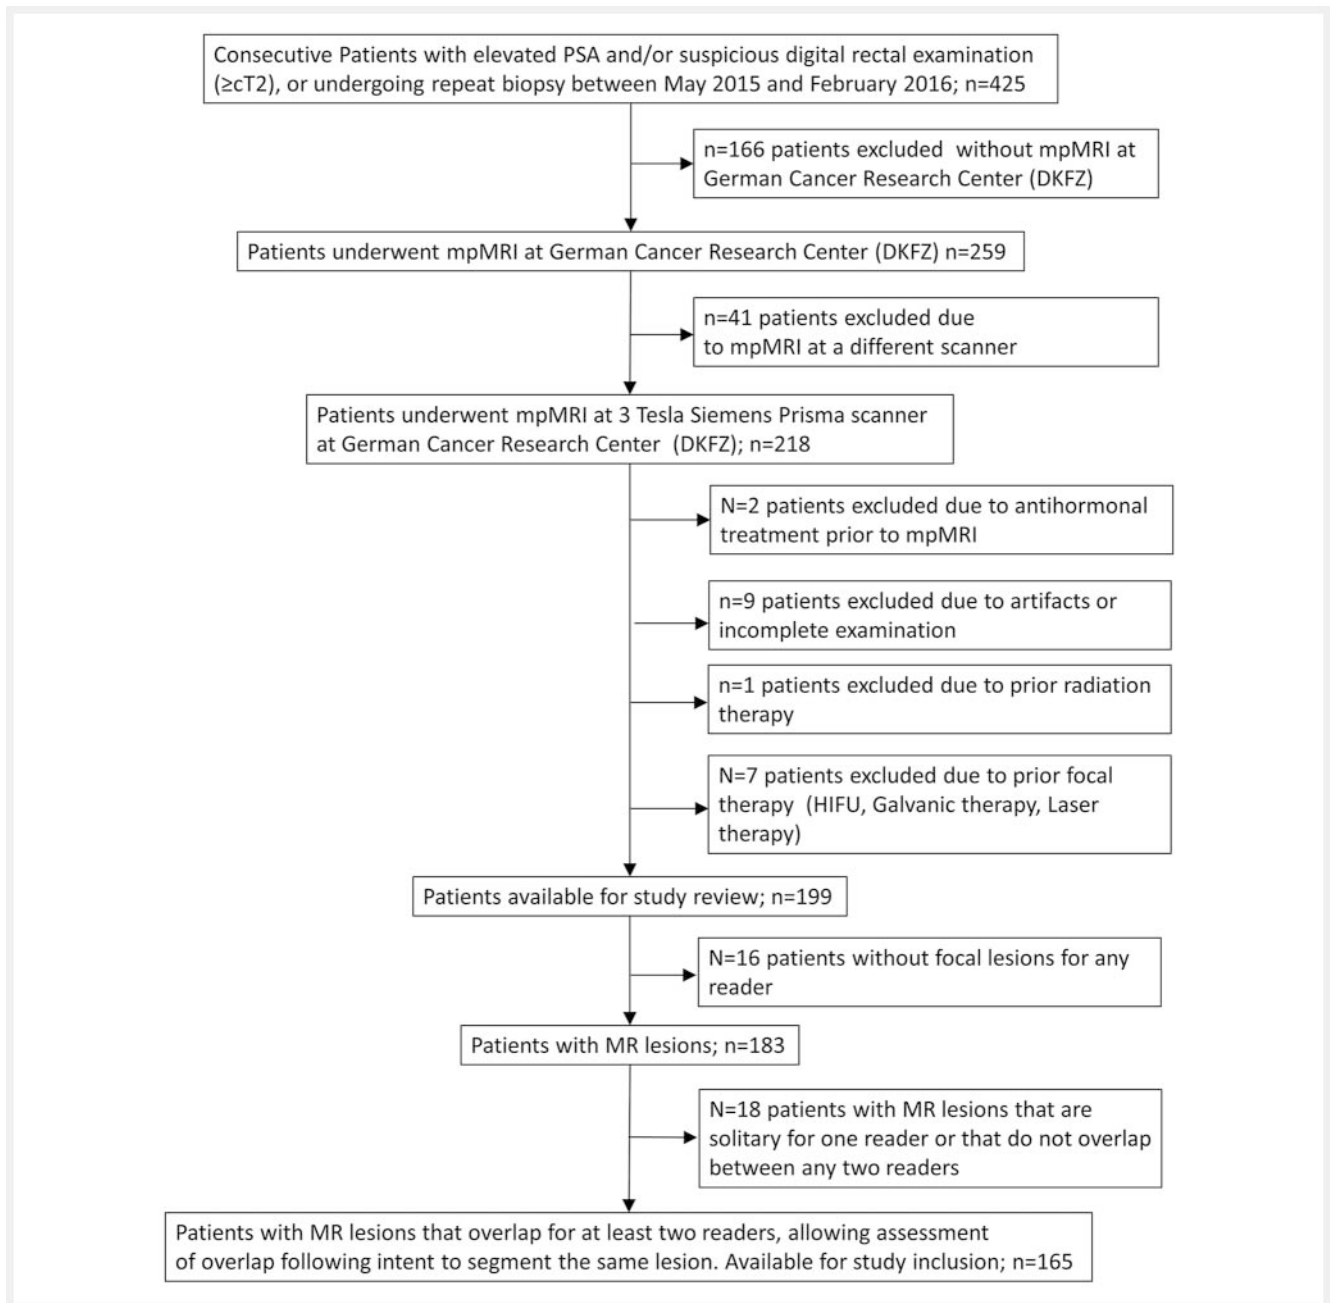 Consecutive Patients with elevated PSA and/or suspicious digital rectal examination
(≥cT2), or undergoing repeat biopsy between May 2015 and February 2016; n=425
n=166 patients excluded without mpMRI at
German Cancer Research Center (DKFZ)
Patients underwent mpMRI at German Cancer Research Center (DKFZ) n=259
n=41 patients excluded due
to mpMRI at a different scanner
Patients underwent mpMRI at 3 Tesla Siemens Prisma scanner
at German Cancer Research Center (DKFZ); n=218
N=2 patients excluded due to antihormonal
treatment prior to mpMRI
n=9 patients excluded due to artifacts or
incomplete examination
n=1 patients excluded due to prior radiation
therapy
N=7 patients excluded due to prior focal
therapy (HIFU, Galvanic therapy, Laser
therapy)
Patients available for study review; n=199
N=16 patients without focal lesions for any
reader
Patients with MR lesions; n=183
N=18 patients with MR lesions that are
solitary for one reader or that do not overlap
between any two readers
Patients with MR lesions that overlap for at least two readers, allowing assessment
of overlap following intent to segment the same lesion. Available for study inclusion; n=165